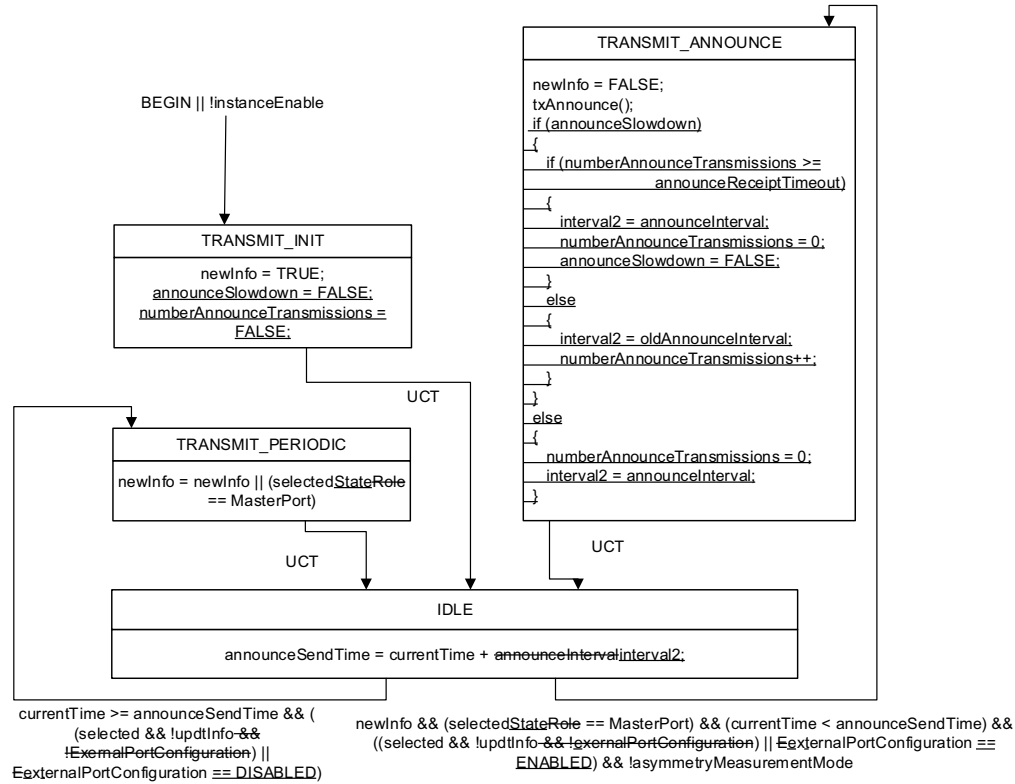 TRANSMIT_ANNOUNCE
newInfo = FALSE;
txAnnounce();
if (announceSlowdown)
{
if (numberAnnounceTransmissions >=
announceReceiptTimeout)
{
interval2 = announceInterval;
numberAnnounceTransmissions = 0;
announceSlowdown = FALSE;
}
else
{
interval2 = oldAnnounceInterval;
numberAnnounceTransmissions++;
}
}
else
{
numberAnnounceTransmissions = 0;
interval2 = announceInterval;
}
BEGIN || !instanceEnable
TRANSMIT_INIT
newInfo = TRUE;
announceSlowdown = FALSE;
numberAnnounceTransmissions =
FALSE;
UCT
TRANSMIT_PERIODIC
newInfo = newInfo || (selectedStateRole
== MasterPort)
UCT
UCT
IDLE
announceSendTime = currentTime + announceIntervalinterval2;
currentTime >= announceSendTime && (
(selected && !updtInfo &&
!ExernalPortConfiguration) ||
EexternalPortConfiguration == DISABLED)
newInfo && (selectedStateRole == MasterPort) && (currentTime < announceSendTime) &&
((selected && !updtInfo && !exernalPortConfiguration) || EexternalPortConfiguration ==
ENABLED) && !asymmetryMeasurementMode